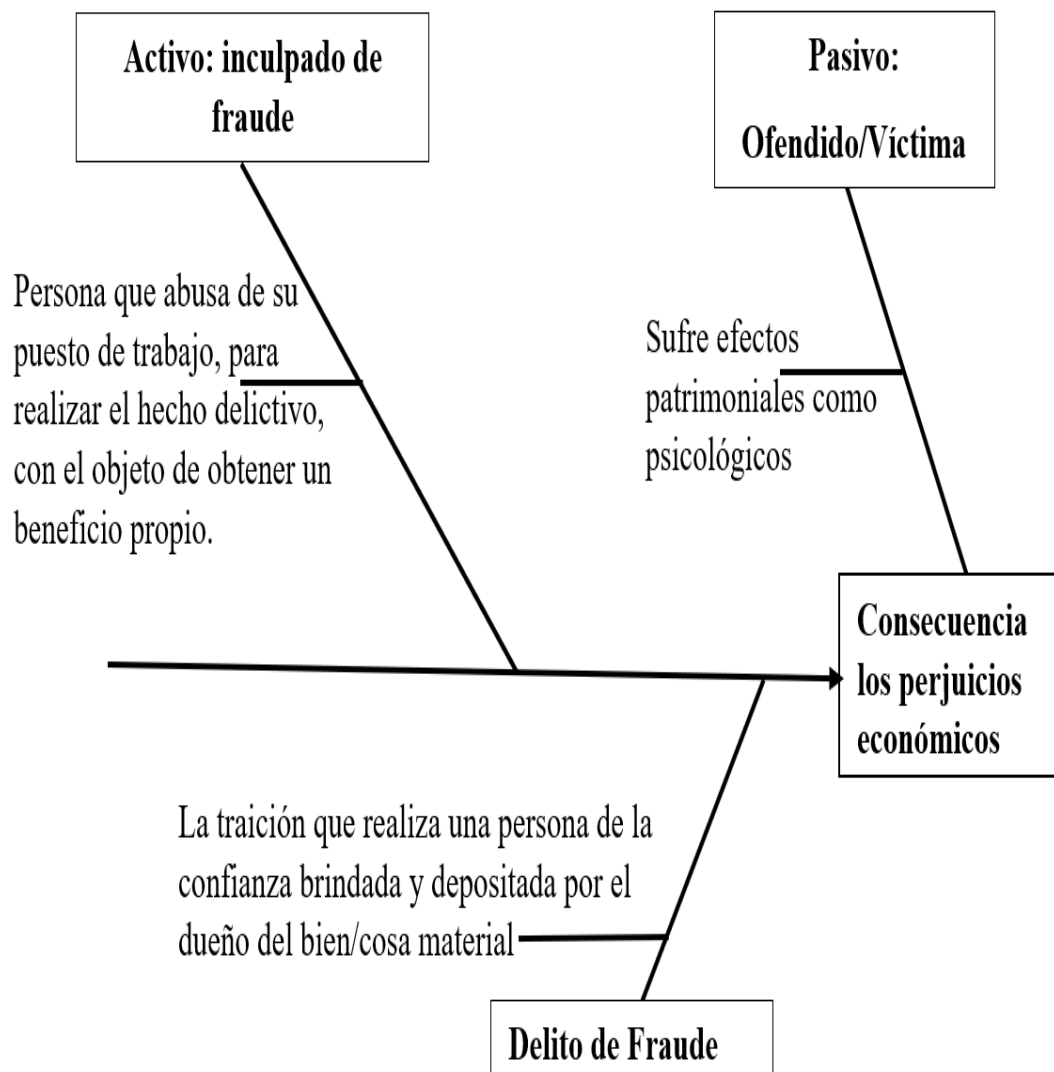 Activo: inculpado de
fraude
Pasivo:
Ofendido/Víctima
Persona que abusa de su
puesto de trabajo, para
realizar el hecho delictivo,
con el objeto de obtener un
beneficio propio.
Sufre efectos
patrimoniales como
psicológicos
Consecuencia
los perjuicios
económicos
La traición que realiza una persona de la
confianza brindada y depositada por el
dueño del bien/cosa material
Delito de Fraude